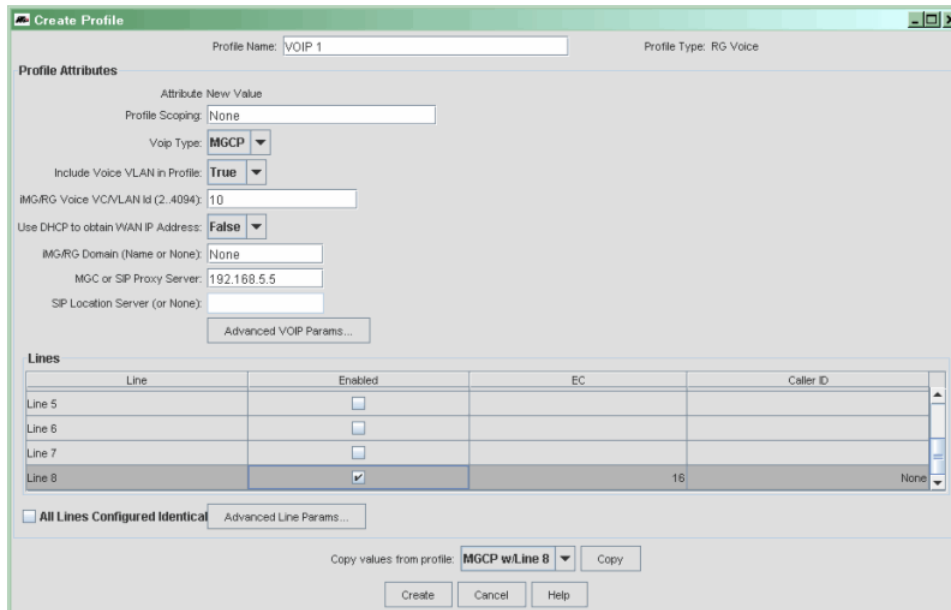 Create Profile
Profile Name: VOIP 1 Profile Type: RG Voice
Profile Attributes
Attribute New Value
Profile Scoping: None
Voip Type: MGCP
Include Voice VLAN in Profile: True
iMG/RG Voice VC/VLAN Id (2..4094): 10
Use DHCP to obtain WAN IP Address: False
iMG/RG Domain (Name or None): None
MGC or SIP Proxy Server: 192.168.5.5
SIP Location Server (or None):
Advanced VOIP Params...
Lines
Line Enabled EC Caller ID
Line 5
Line 6
Line 7
Line 8 16 None
All Lines Configured Identical Advanced Line Params...
Copy values from profile: MGCP w/Line 8 Copy
Create Cancel Help